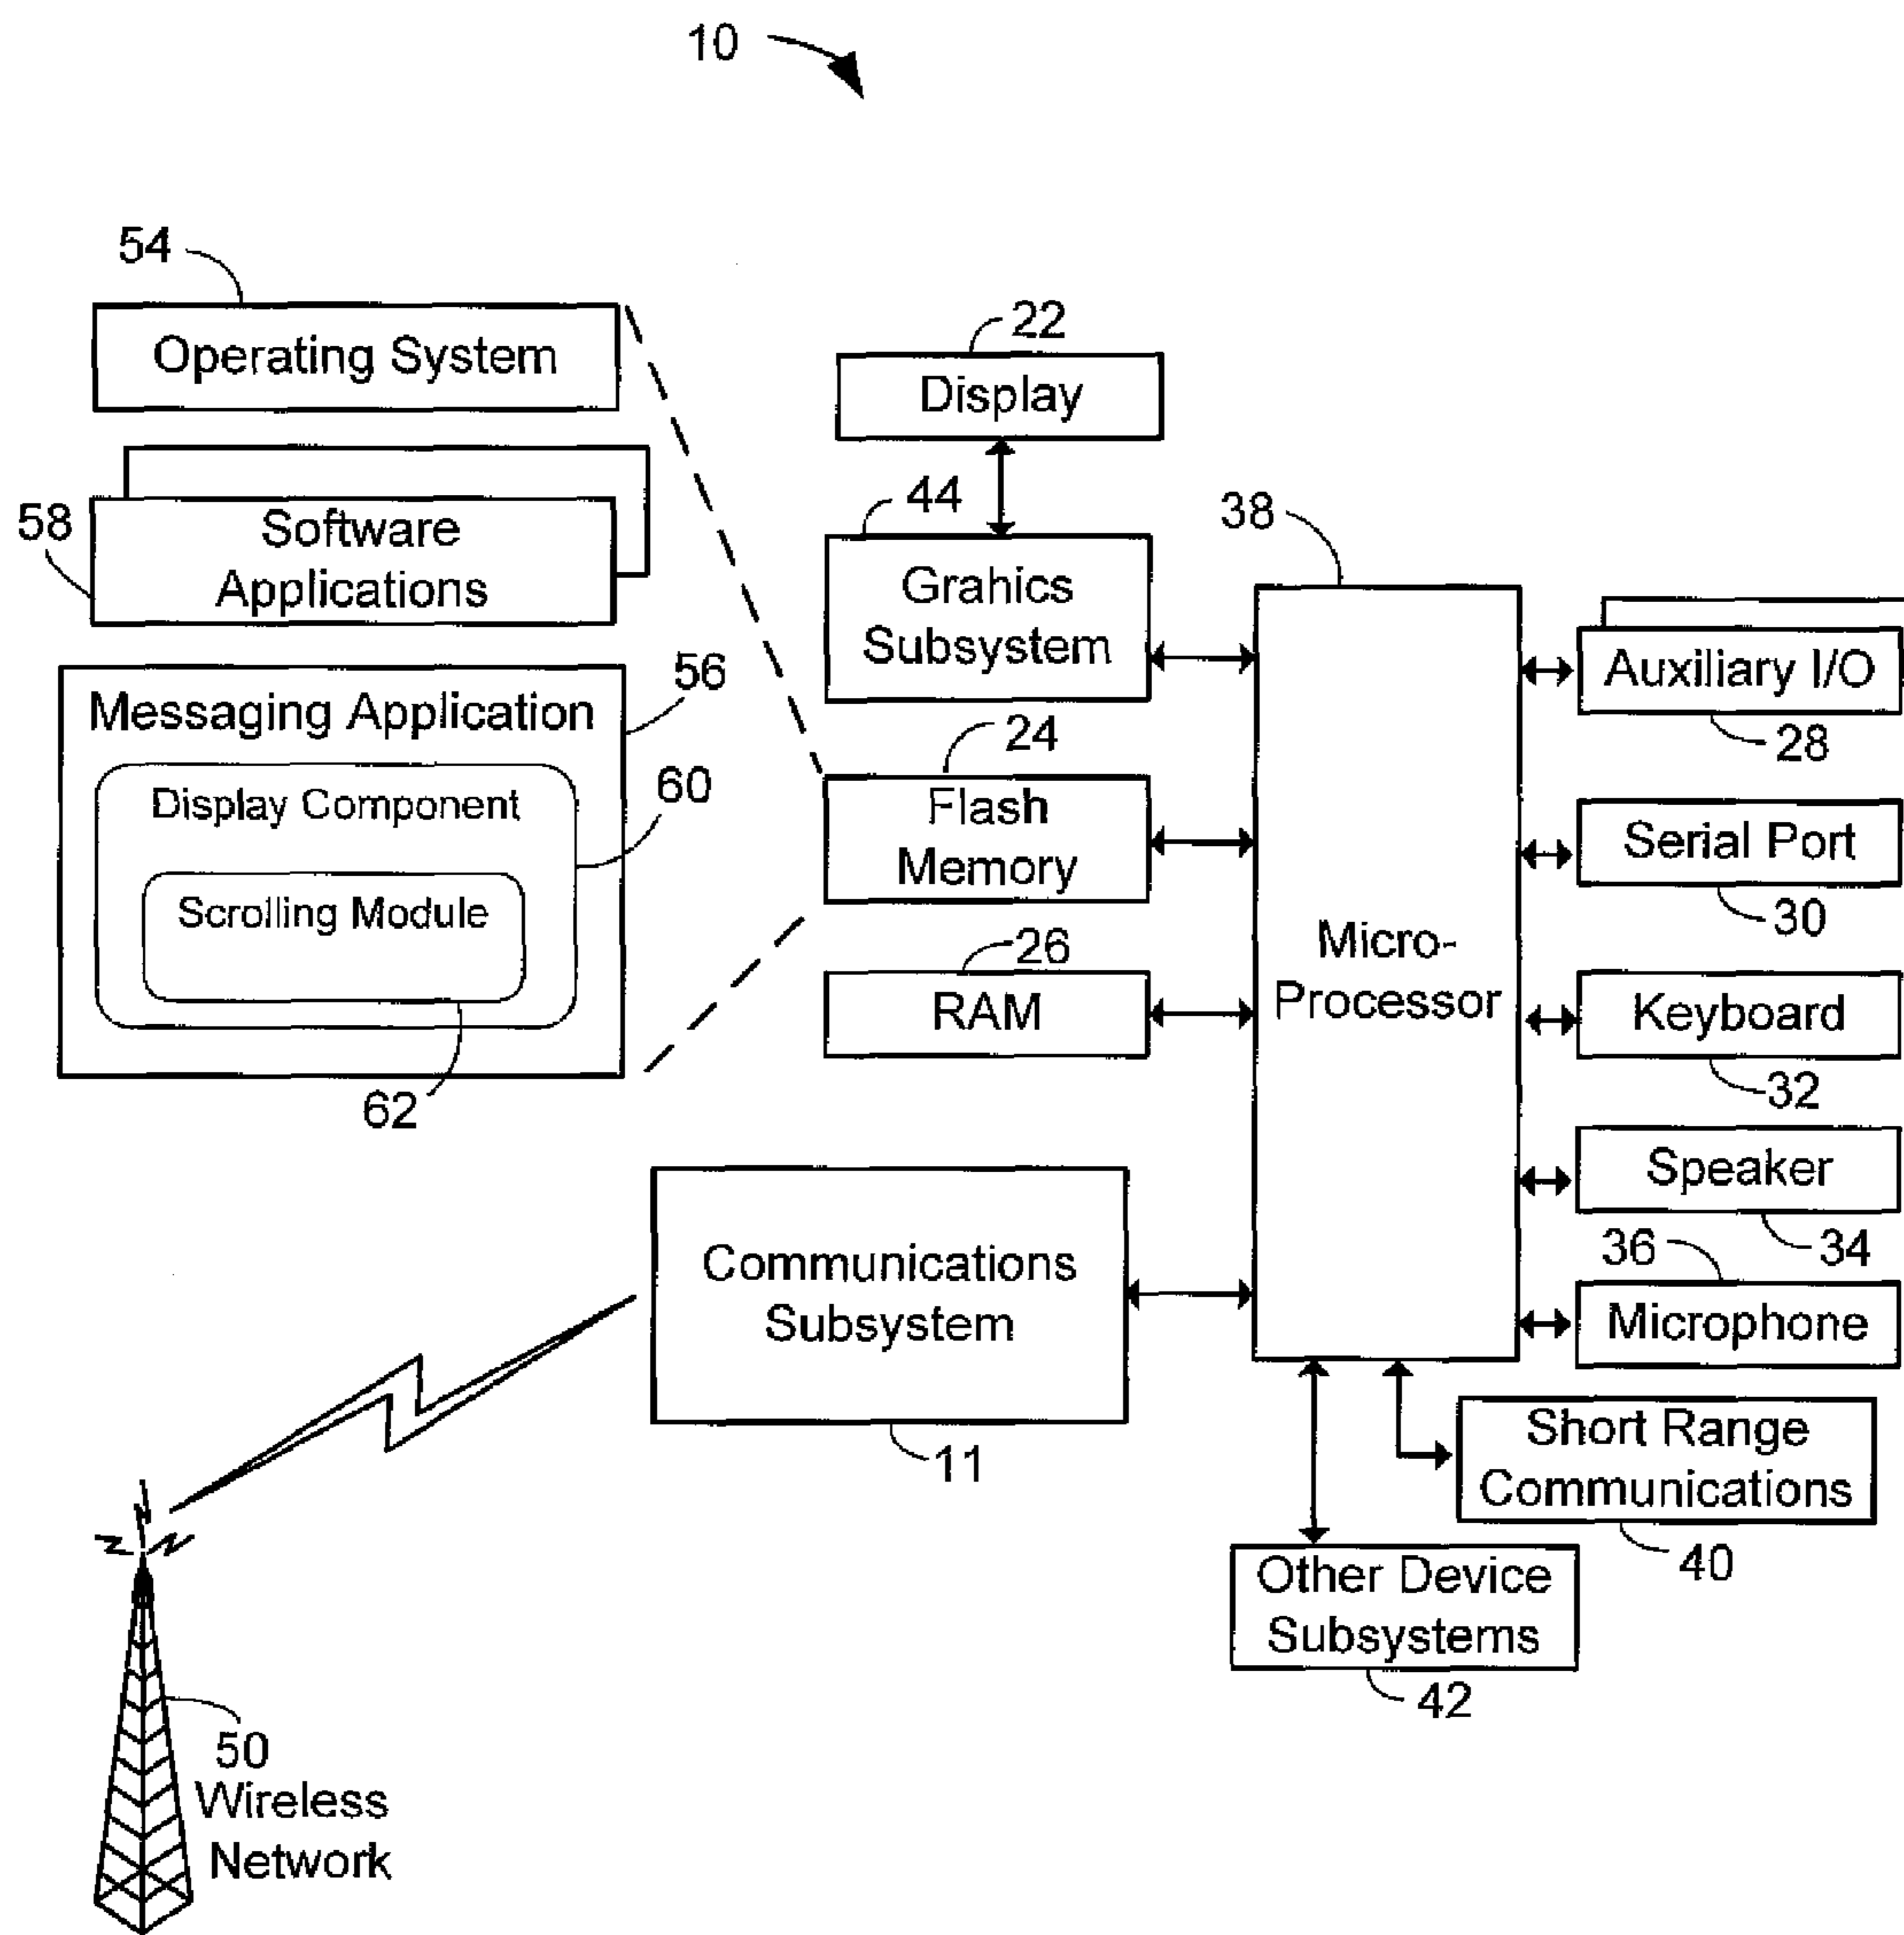 10
54
Operating System
58
Software
Applications
56
Messaging Application
60
Display Component
Scrolling Module
62
22
Display
44
Grahics
Subsystem
24
Flash
Memory
26
RAM
38
Micro-
Processor
Auxiliary I/O
28
Serial Port
30
Keyboard
32
Speaker
34
36
Microphone
Communications
Subsystem
11
Short Range
Communications
40
Other Device
Subsystems
42
50
Wireless
Network